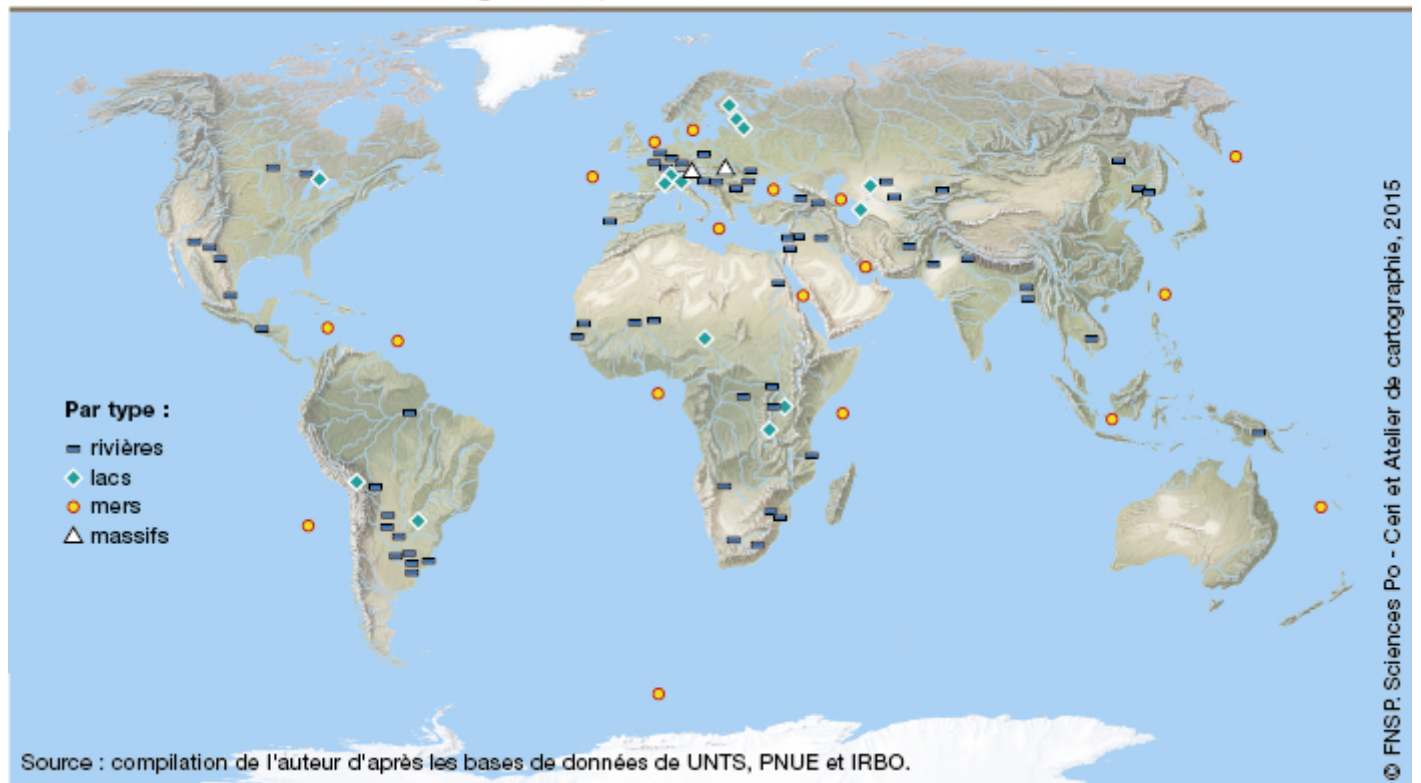 Par type :
rivières
lacs
mers
massifs
Source : compilation de l'auteur d'après les bases de données de UNTS, PNUE et IRBO.
© FNSP. Sciences Po - Ceri et Atelier de cartographie, 2015